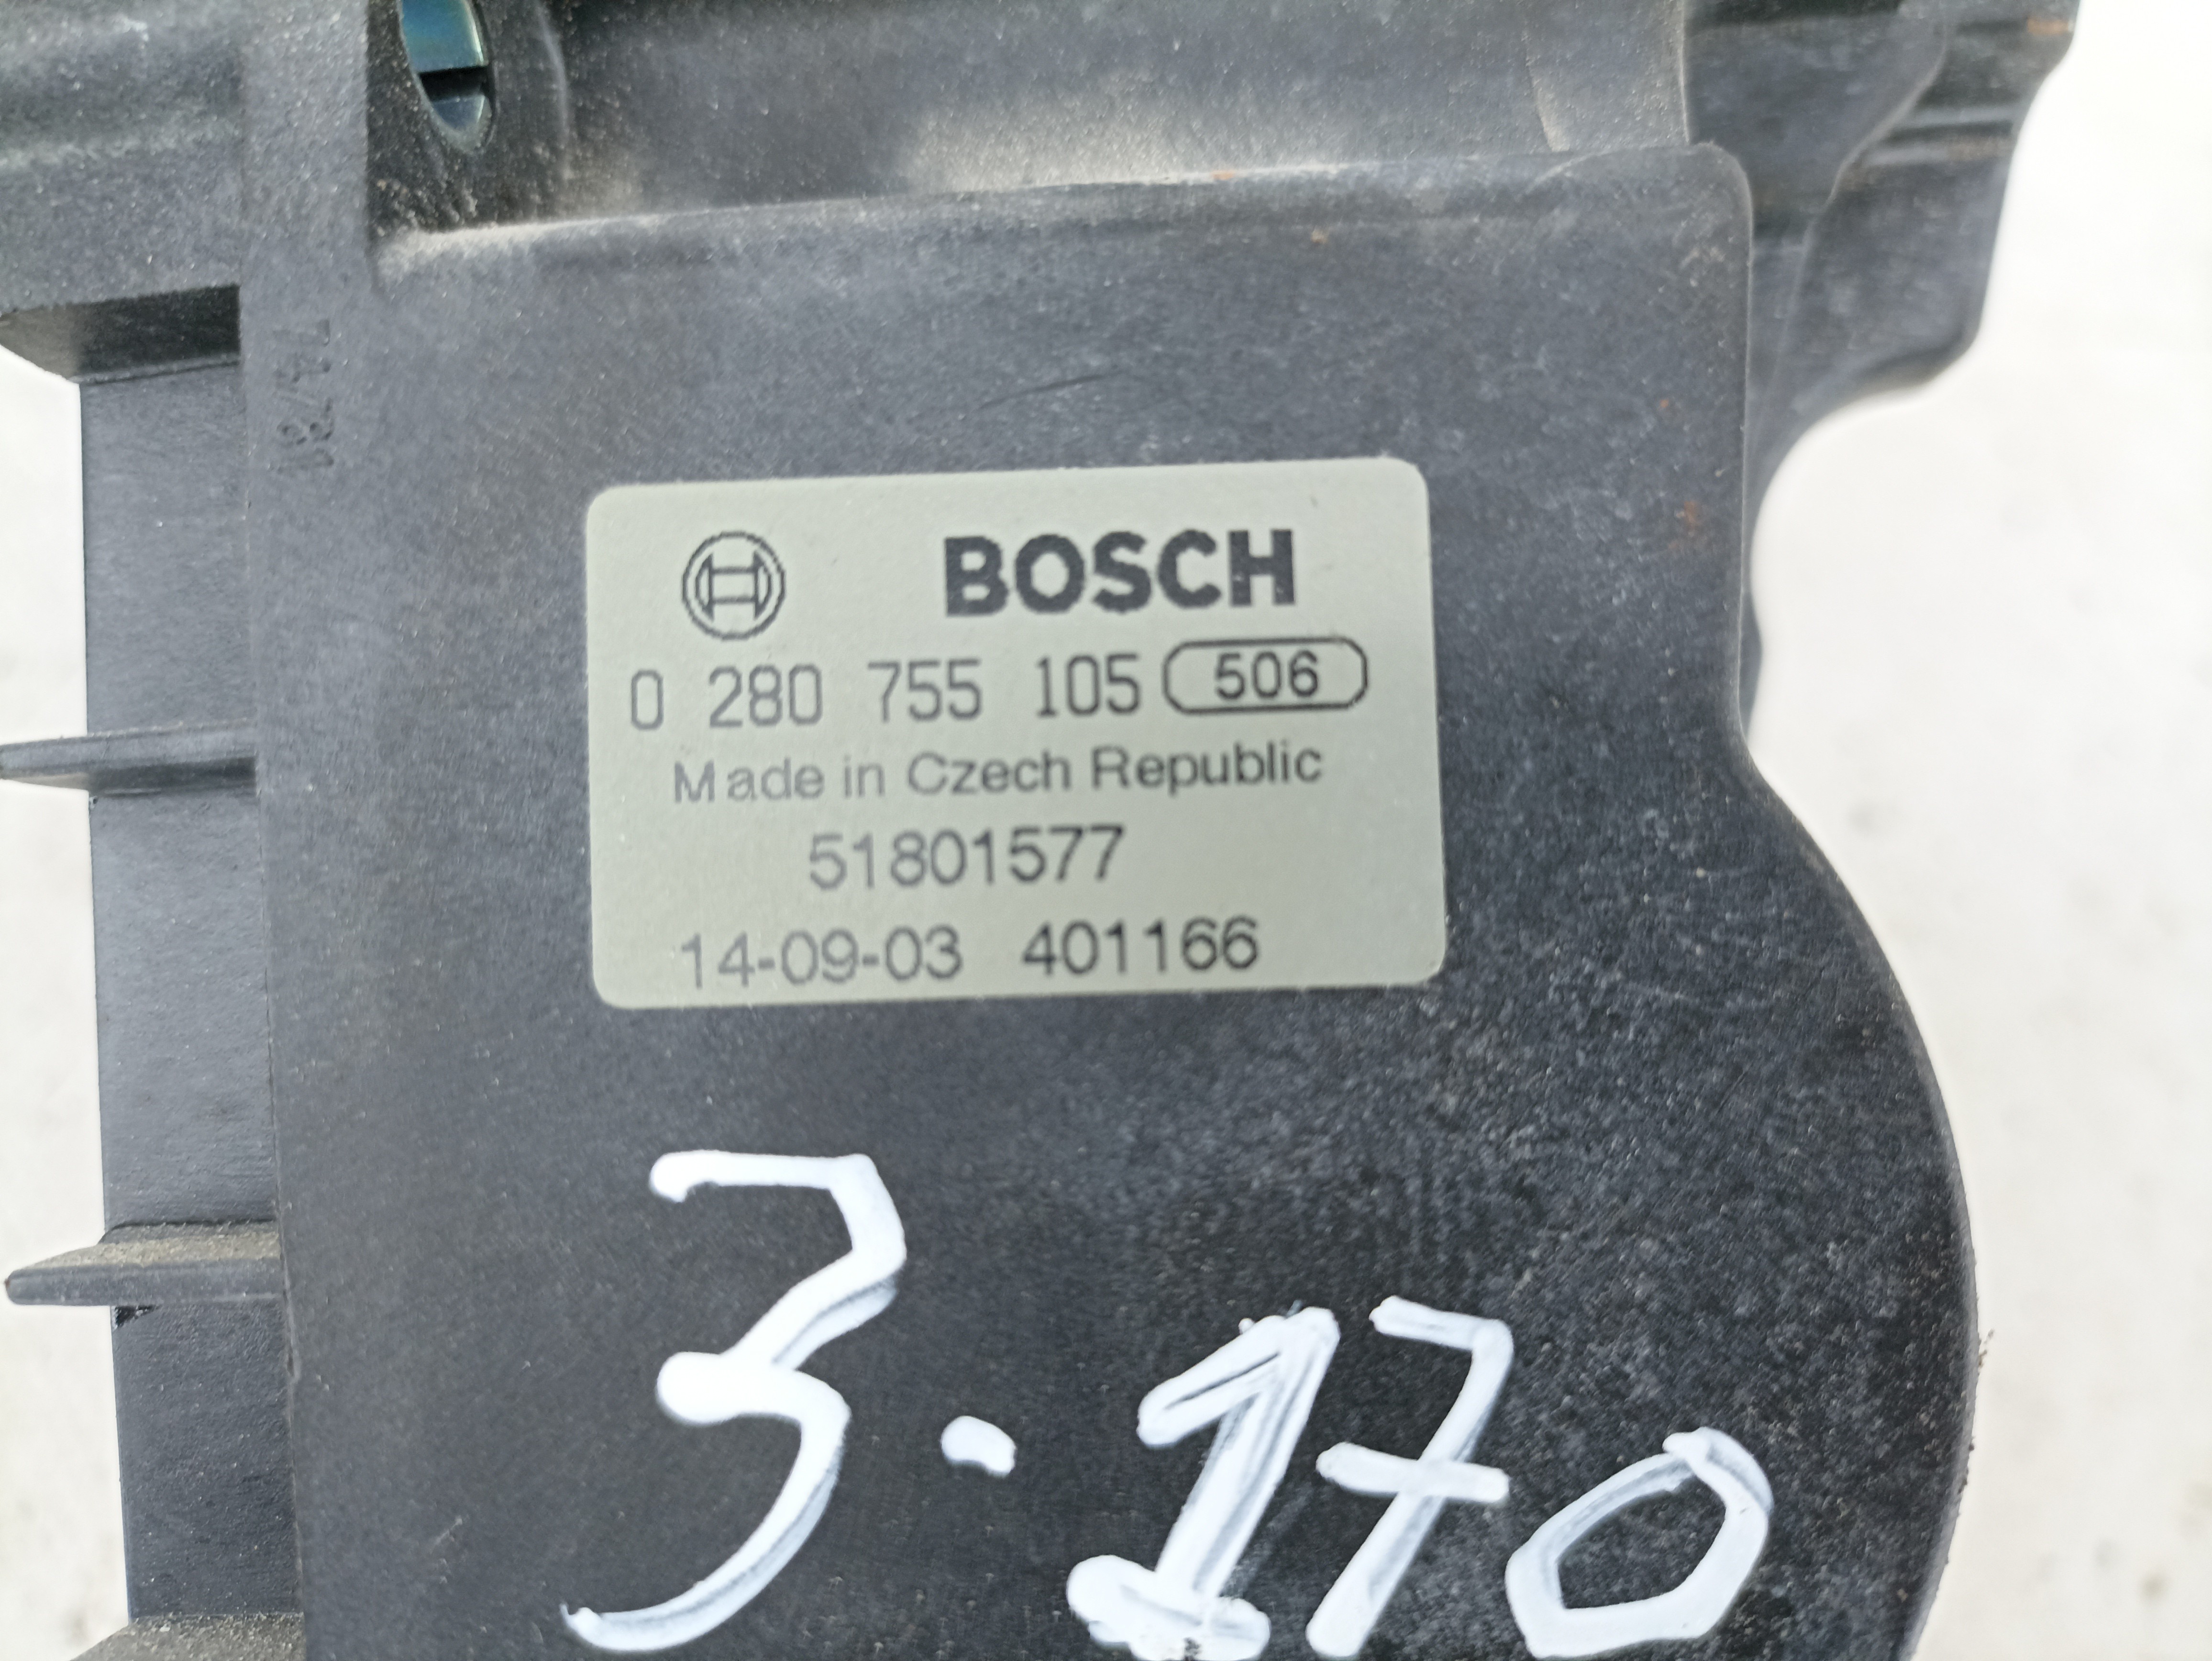 BOSCH
0 280 755 105 506
Made in Czech Republic
51801577
14-09-03 401166
3.170